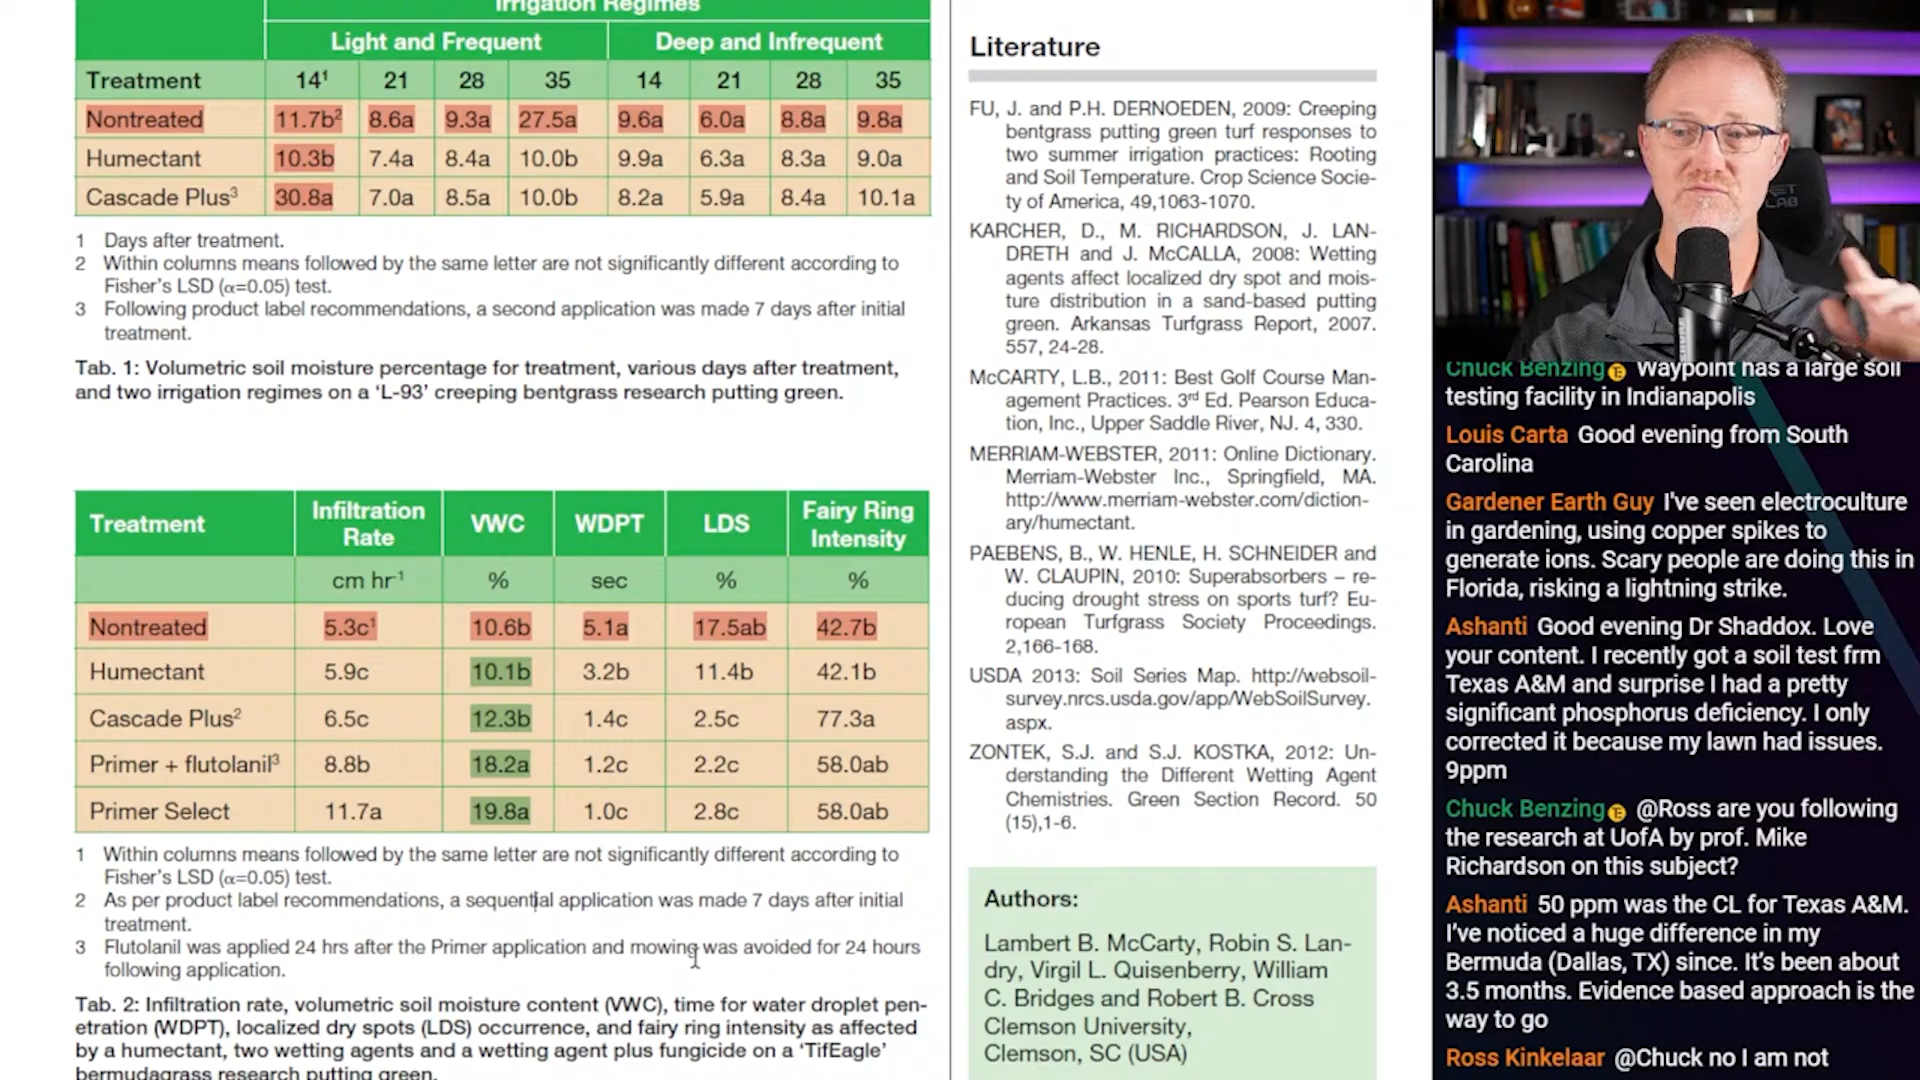 Irrigation Regimes
Light and Frequent Deep and Infrequent
Treatment 14¹ 21 28 35 14 21 28 35
Nontreated 11.7b² 8.6a 9.3a 27.5a 9.6a 6.0a 8.8a 9.8a
Humectant 10.3b 7.4a 8.4a 10.0b 9.9a 6.3a 8.3a 9.0a
Cascade Plus³ 30.8a 7.0a 8.5a 10.0b 8.2a 5.9a 8.4a 10.1a
1 Days after treatment.
2 Within columns means followed by the same letter are not significantly different according to
Fisher's LSD (α=0.05) test.
3 Following product label recommendations, a second application was made 7 days after initial
treatment.
Tab. 1: Volumetric soil moisture percentage for treatment, various days after treatment,
and two irrigation regimes on a 'L-93' creeping bentgrass research putting green.
Treatment Infiltration Rate VWC WDPT LDS Fairy Ring Intensity
cm hr⁻¹ % sec % %
Nontreated 5.3c¹ 10.6b 5.1a 17.5ab 42.7b
Humectant 5.9c 10.1b 3.2b 11.4b 42.1b
Cascade Plus² 6.5c 12.3b 1.4c 2.5c 77.3a
Primer + flutolanil³ 8.8b 18.2a 1.2c 2.2c 58.0ab
Primer Select 11.7a 19.8a 1.0c 2.8c 58.0ab
1 Within columns means followed by the same letter are not significantly different according to
Fisher's LSD (α=0.05) test.
2 As per product label recommendations, a sequential application was made 7 days after initial
treatment.
3 Flutolanil was applied 24 hrs after the Primer application and mowing was avoided for 24 hours
following application.
Tab. 2: Infiltration rate, volumetric soil moisture content (VWC), time for water droplet pen-
etration (WDPT), localized dry spots (LDS) occurrence, and fairy ring intensity as affected
by a humectant, two wetting agents and a wetting agent plus fungicide on a 'TifEagle'
bermudagrass research putting green.
Literature
FU, J. and P.H. DERNOEDEN, 2009: Creeping
bentgrass putting green turf responses to
two summer irrigation practices: Rooting
and Soil Temperature. Crop Science Socie-
ty of America, 49,1063-1070.
KARCHER, D., M. RICHARDSON, J. LAN-
DRETH and J. McCALLA, 2008: Wetting
agents affect localized dry spot and mois-
ture distribution in a sand-based putting
green. Arkansas Turfgrass Report, 2007.
557, 24-28.
McCARTY, L.B., 2011: Best Golf Course Man-
agement Practices. 3rd Ed. Pearson Educa-
tion, Inc., Upper Saddle River, NJ. 4, 330.
MERRIAM-WEBSTER, 2011: Online Dictionary.
Merriam-Webster Inc., Springfield, MA.
http://www.merriam-webster.com/diction-
ary/humectant.
PAEBENS, B., W. HENLE, H. SCHNEIDER and
W. CLAUPIN, 2010: Superabsorbers – re-
ducing drought stress on sports turf? Eu-
ropean Turfgrass Society Proceedings.
2,166-168.
USDA 2013: Soil Series Map. http://websoil-
survey.nrcs.usda.gov/app/WebSoilSurvey.
aspx.
ZONTEK, S.J. and S.J. KOSTKA, 2012: Un-
derstanding the Different Wetting Agent
Chemistries. Green Section Record. 50
(15),1-6.
Authors:
Lambert B. McCarty, Robin S. Lan-
dry, Virgil L. Quisenberry, William
C. Bridges and Robert B. Cross
Clemson University,
Clemson, SC (USA)
Chuck Benzing Waypoint has a large soil
testing facility in Indianapolis
Louis Carta Good evening from South
Carolina
Gardener Earth Guy I've seen electroculture
in gardening, using copper spikes to
generate ions. Scary people are doing this in
Florida, risking a lightning strike.
Ashanti Good evening Dr Shaddox. Love
your content. I recently got a soil test frm
Texas A&M and surprise I had a pretty
significant phosphorus deficiency. I only
corrected it because my lawn had issues.
9ppm
Chuck Benzing @Ross are you following
the research at UofA by prof. Mike
Richardson on this subject?
Ashanti 50 ppm was the CL for Texas A&M.
I've noticed a huge difference in my
Bermuda (Dallas, TX) since. It's been about
3.5 months. Evidence based approach is the
way to go
Ross Kinkelaar @Chuck no I am not